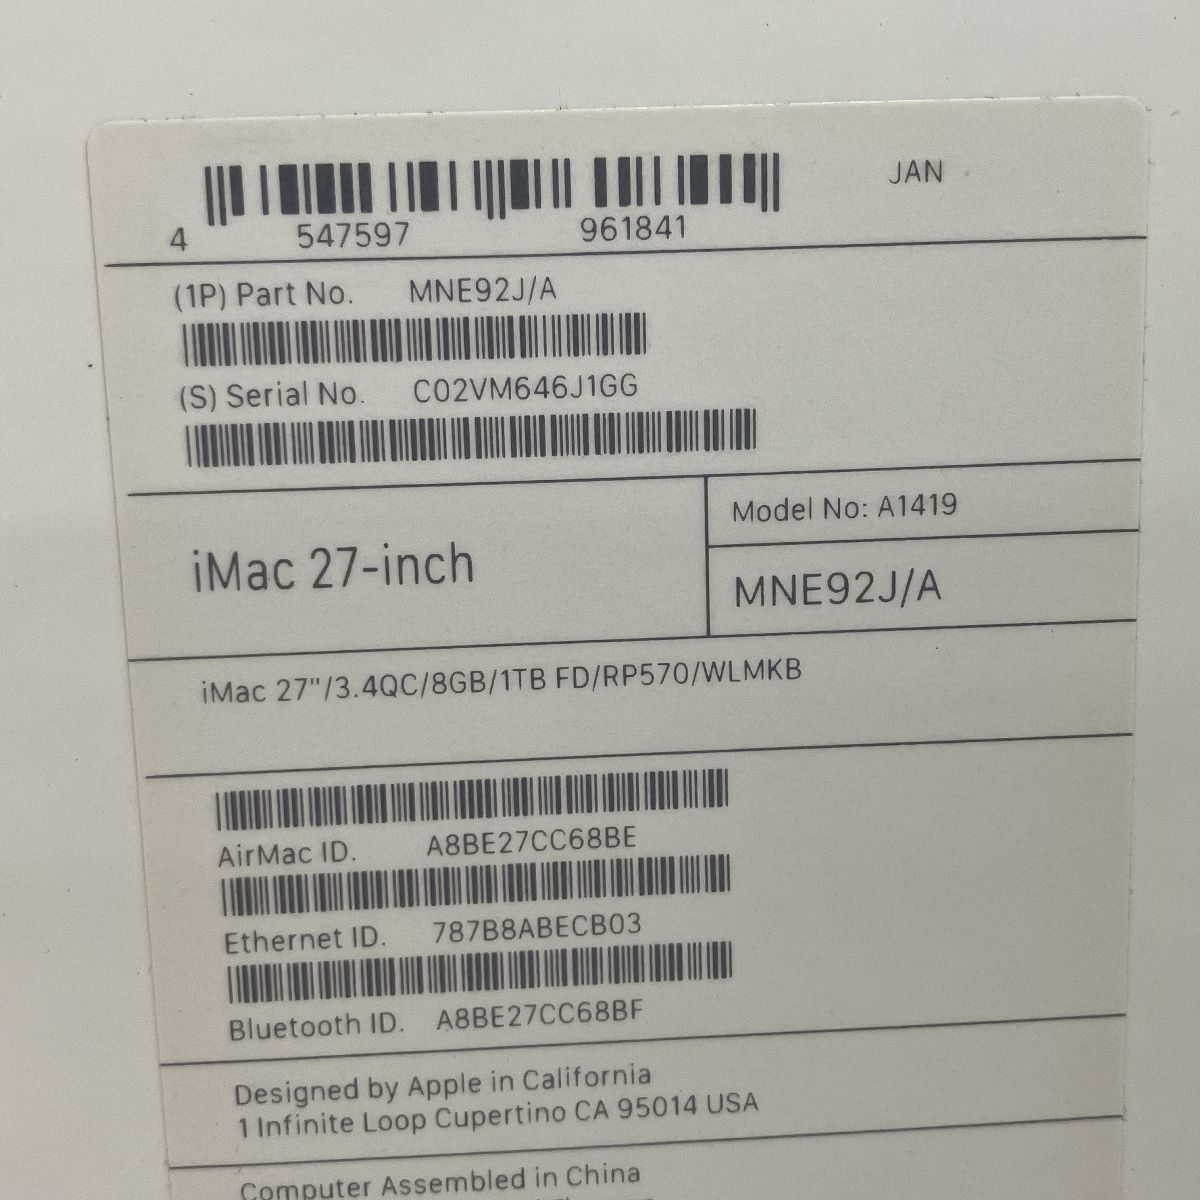 JAN
4 547597 961841
(1P) Part No. MNE92J/A
(S) Serial No. C02VM646J1GG
iMac 27-inch
Model No: A1419
MNE92J/A
iMac 27"/3.4QC/8GB/1TB FD/RP570/WLMKB
AirMac ID. A8BE27CC68BE
Ethernet ID. 787B8ABECB03
Bluetooth ID. A8BE27CC68BF
Designed by Apple in California
1 Infinite Loop Cupertino CA 95014 USA
Computer Assembled in China